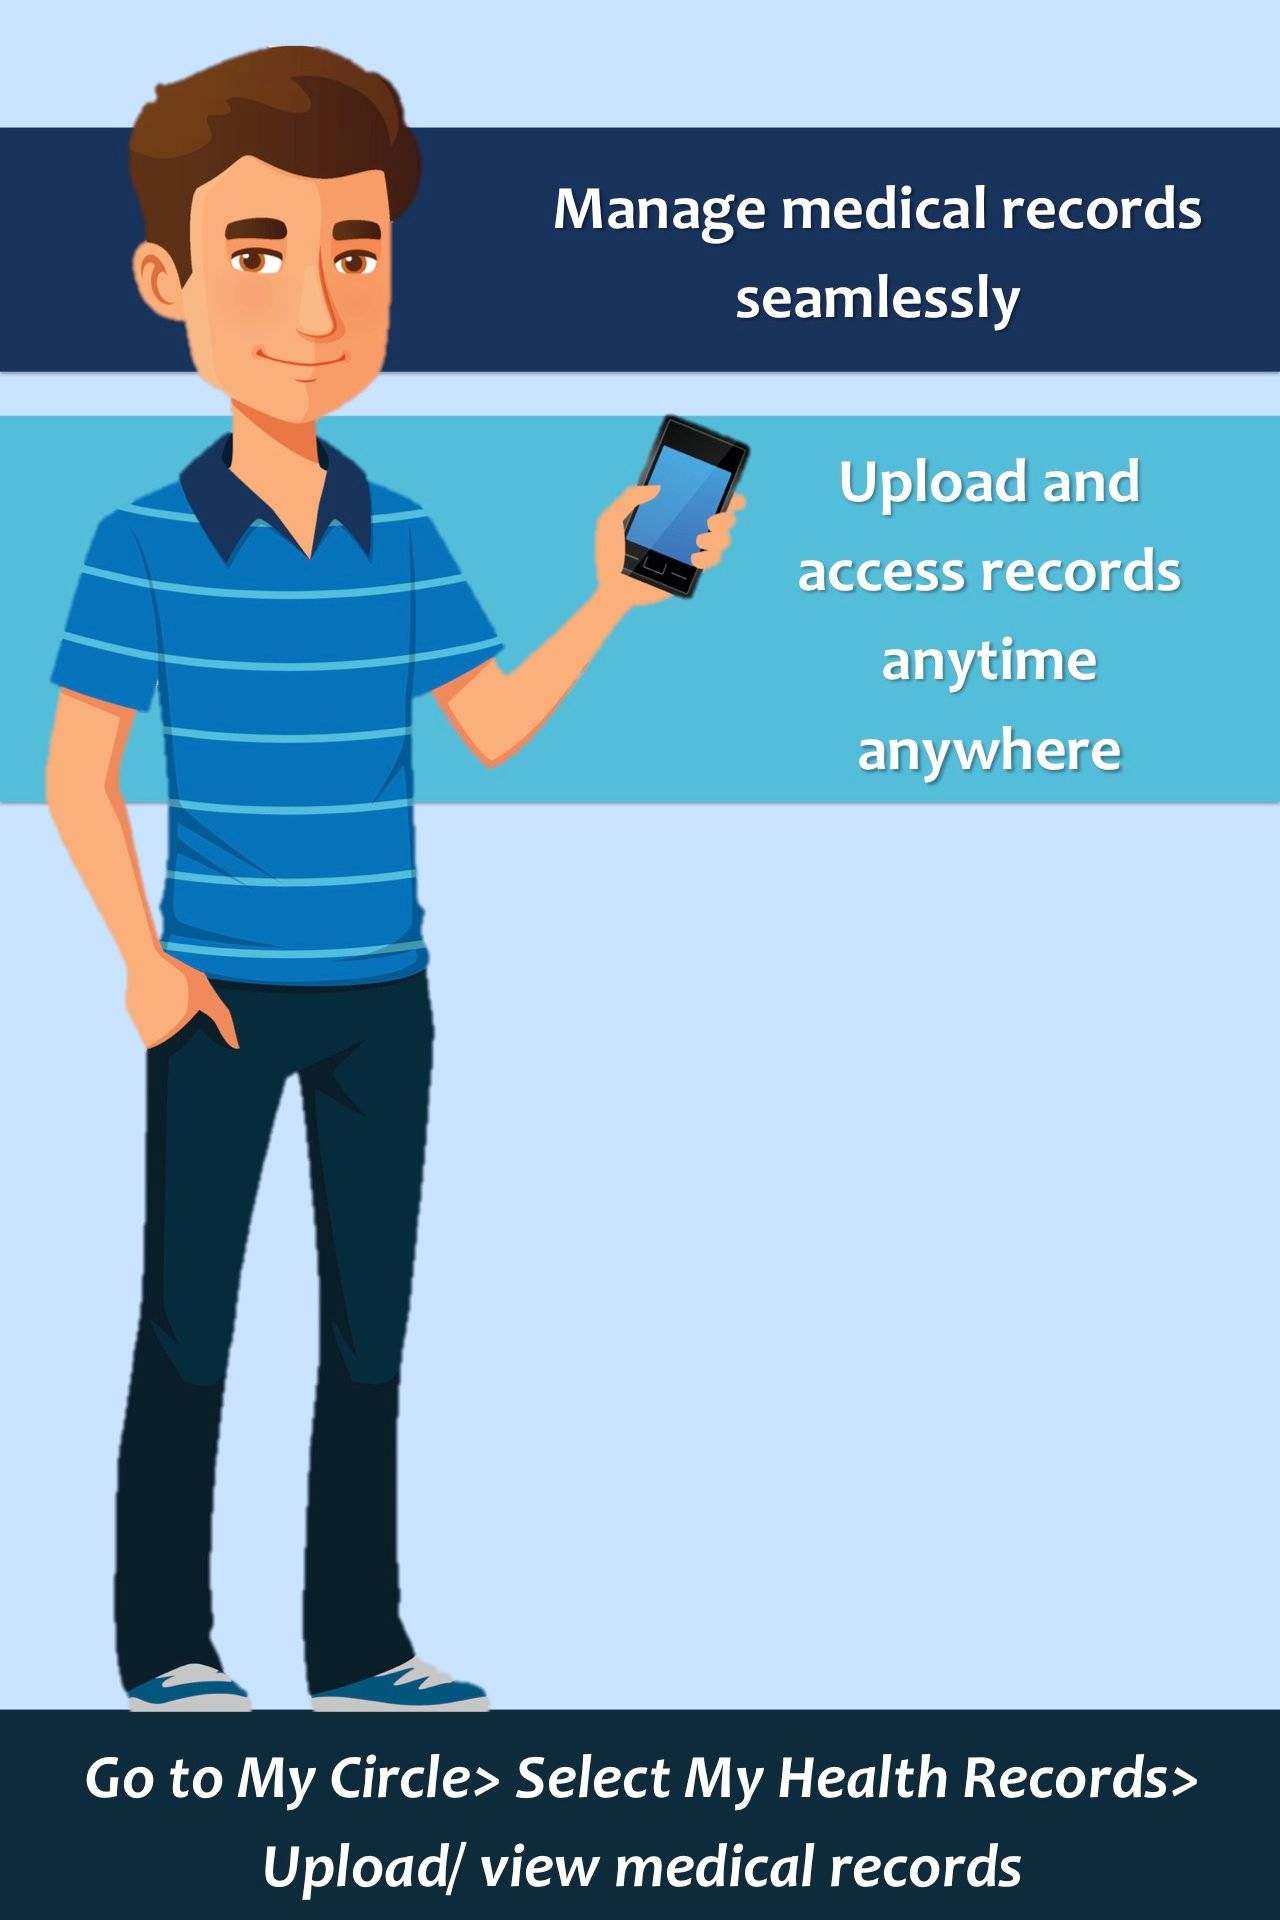 Manage medical records
seamlessly
Upload and
access records
anytime
anywhere
Go to My Circle> Select My Health Records>
Upload/ view medical records